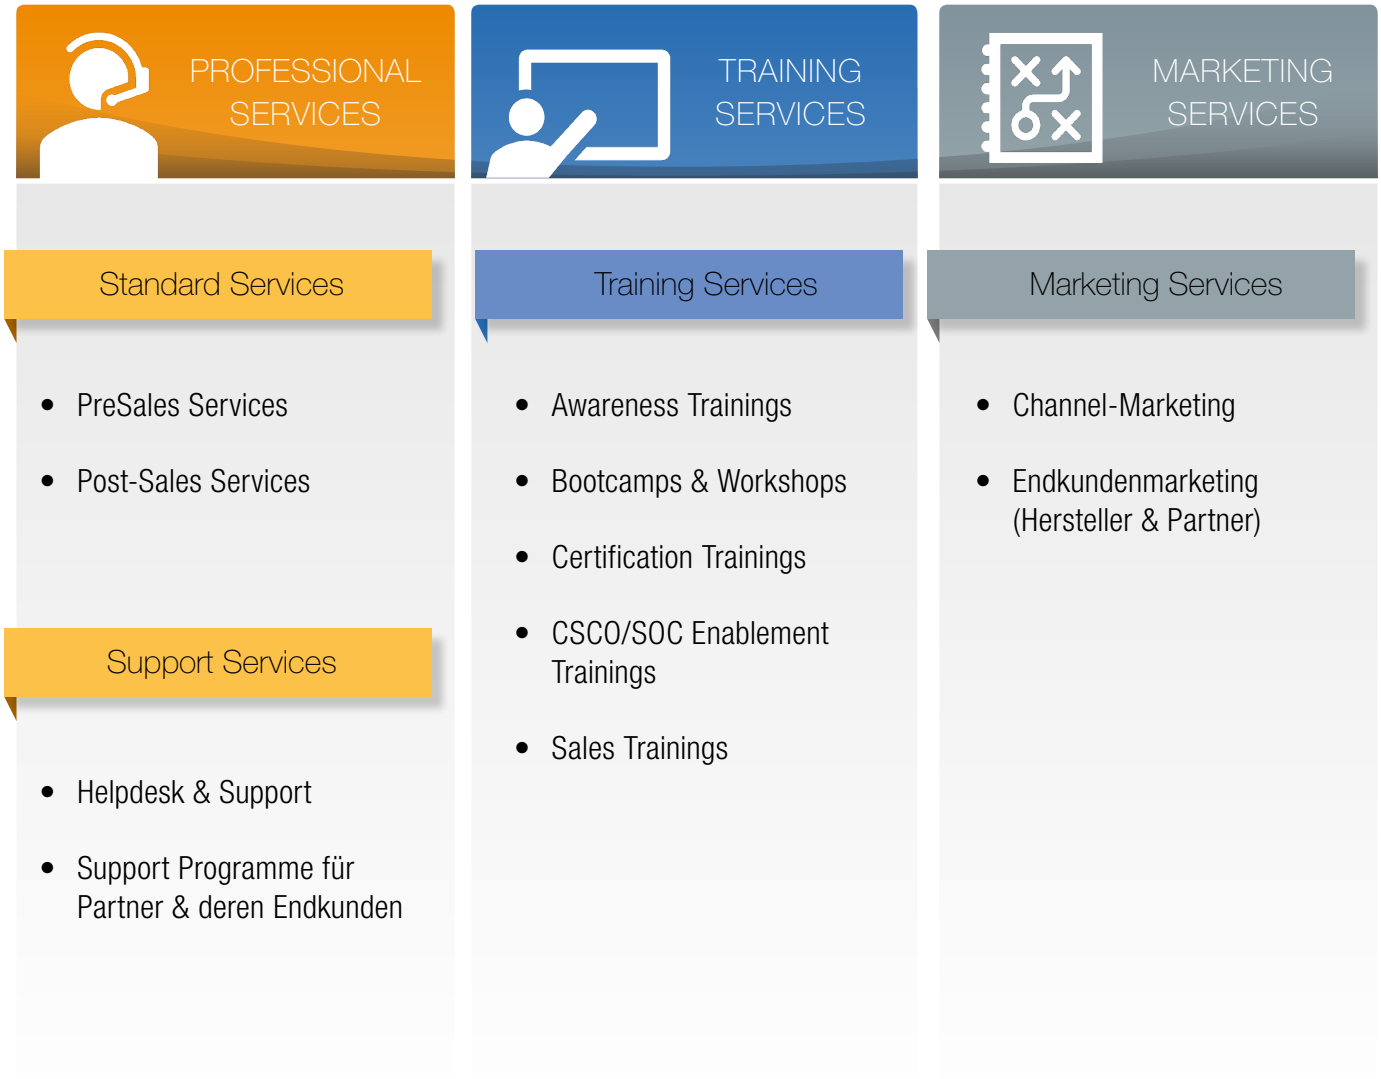 PROFESSIONAL
SERVICES
Standard Services
• PreSales Services
• Post-Sales Services
Support Services
• Helpdesk & Support
• Support Programme für
Partner & deren Endkunden
TRAINING
SERVICES
Training Services
• Awareness Trainings
• Bootcamps & Workshops
• Certification Trainings
• CSCO/SOC Enablement
Trainings
• Sales Trainings
MARKETING
SERVICES
Marketing Services
• Channel-Marketing
• Endkundenmarketing
(Hersteller & Partner)